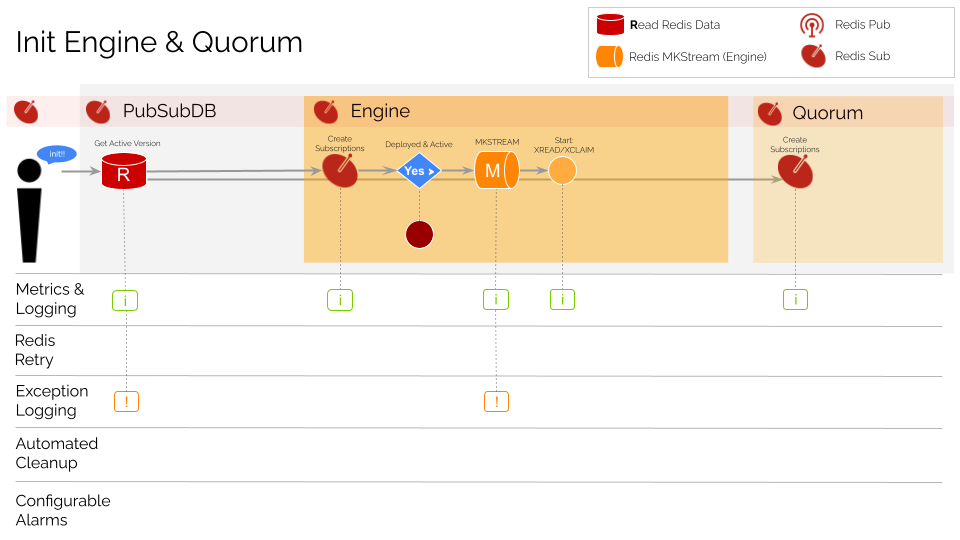 Init Engine & Quorum
Read Redis Data
Redis Pub
Redis MKStream (Engine)
Redis Sub
PubSubDB
Engine
Quorum
init!!
Get Active Version
R
Create
Subscriptions
Deployed & Active
Yes >
MKSTREAM
M
Start
XREAD/XCLAIM
Create
Subscriptions
Metrics &
Logging
i
i
i
i
i
Redis
Retry
Exception
Logging
!
!
Automated
Cleanup
Configurable
Alarms